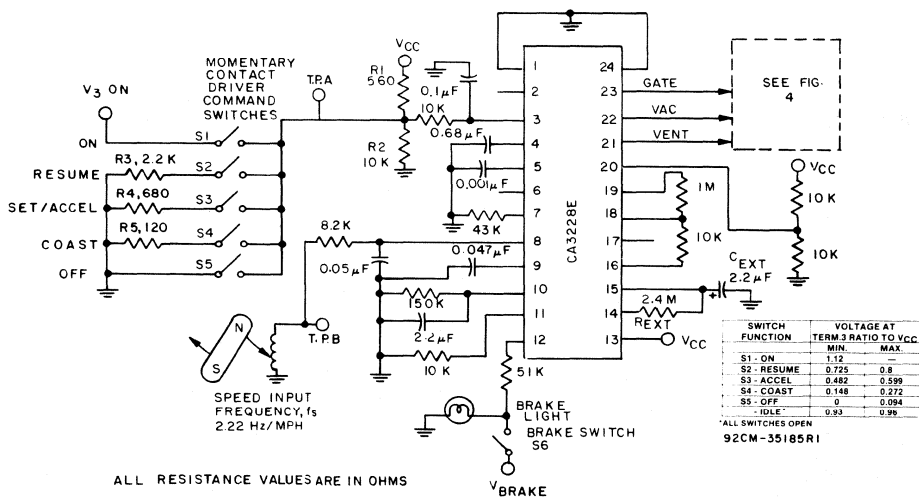 MOMENTARY
CONTACT
DRIVER
COMMAND
SWITCHES
V3 ON
ON
S1
RESUME
R3, 2.2 K
S2
SET/ACCEL
R4, 680
S3
COAST
R5, 120
S4
OFF
S5
T.P.A
VCC
R1
560
0.1μF
10K
R2
10K
0.68μF
0.001μF
43K
8.2K
0.05μF
0.047μF
150K
2.2μF
10K
T.P.B
N
S
SPEED INPUT
FREQUENCY, fs
2.22 Hz/MPH
1
2
3
4
5
6
7
8
9
10
11
12
CA3228E
24
23
22
21
20
19
18
17
16
15
14
13
GATE
VAC
VENT
SEE FIG.
4
VCC
10K
10K
1M
10K
CEXT
2.2μF
+
2.4 M
REXT
VCC
51K
BRAKE
LIGHT
BRAKE SWITCH
S6
VBRAKE
SWITCH FUNCTION VOLTAGE AT TERM.3 RATIO TO VCC
MIN. MAX.
S1 - ON 1.12 —
S2 - RESUME 0.725 0.8
S3 - ACCEL 0.482 0.599
S4 - COAST 0.148 0.272
S5 - OFF 0 0.094
- IDLE* 0.93 0.96
*ALL SWITCHES OPEN
92CM-35185R1
ALL RESISTANCE VALUES ARE IN OHMS